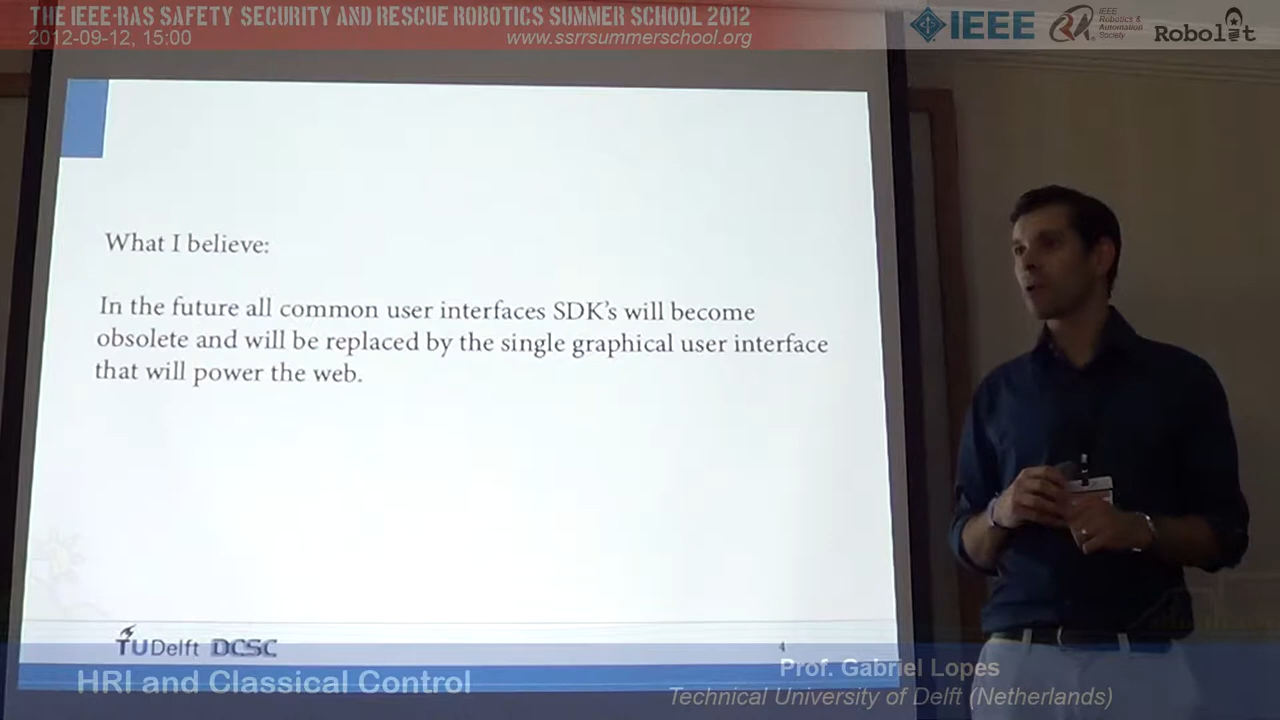 THE IEEE-RAS SAFETY SECURITY AND RESCUE ROBOTICS SUMMER SCHOOL 2012
2012-09-12, 15:00
www.ssrrsummerschool.org
IEEE
IEEE
Robotics &
Automation
Society
Robolit
What I believe:
In the future all common user interfaces SDK's will become
obsolete and will be replaced by the single graphical user interface
that will power the web.
TU Delft DCSC
4
HRI and Classical Control
Prof. Gabriel Lopes
Technical University of Delft (Netherlands)